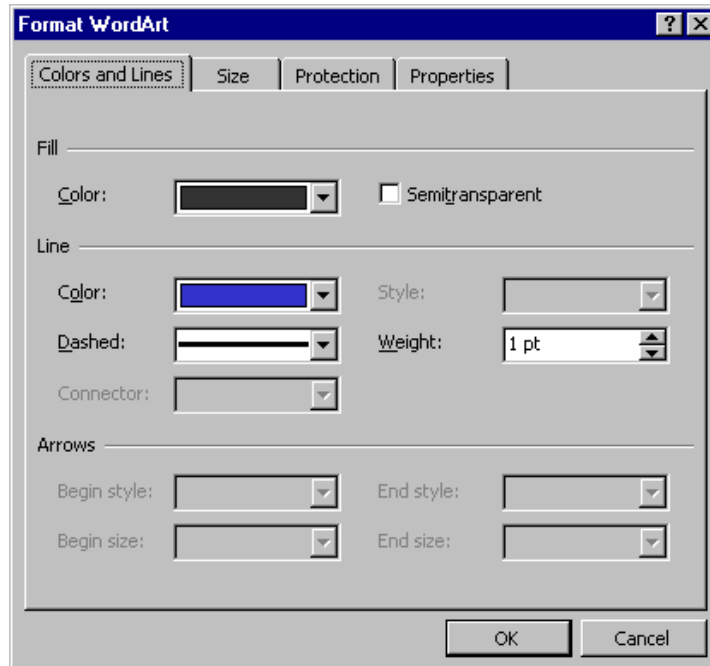 Format WordArt
Colors and Lines Size Protection Properties
Fill
Color: Semitransparent
Line
Color: Style:
Dashed: Weight: 1 pt
Connector:
Arrows
Begin style: End style:
Begin size: End size:
OK Cancel